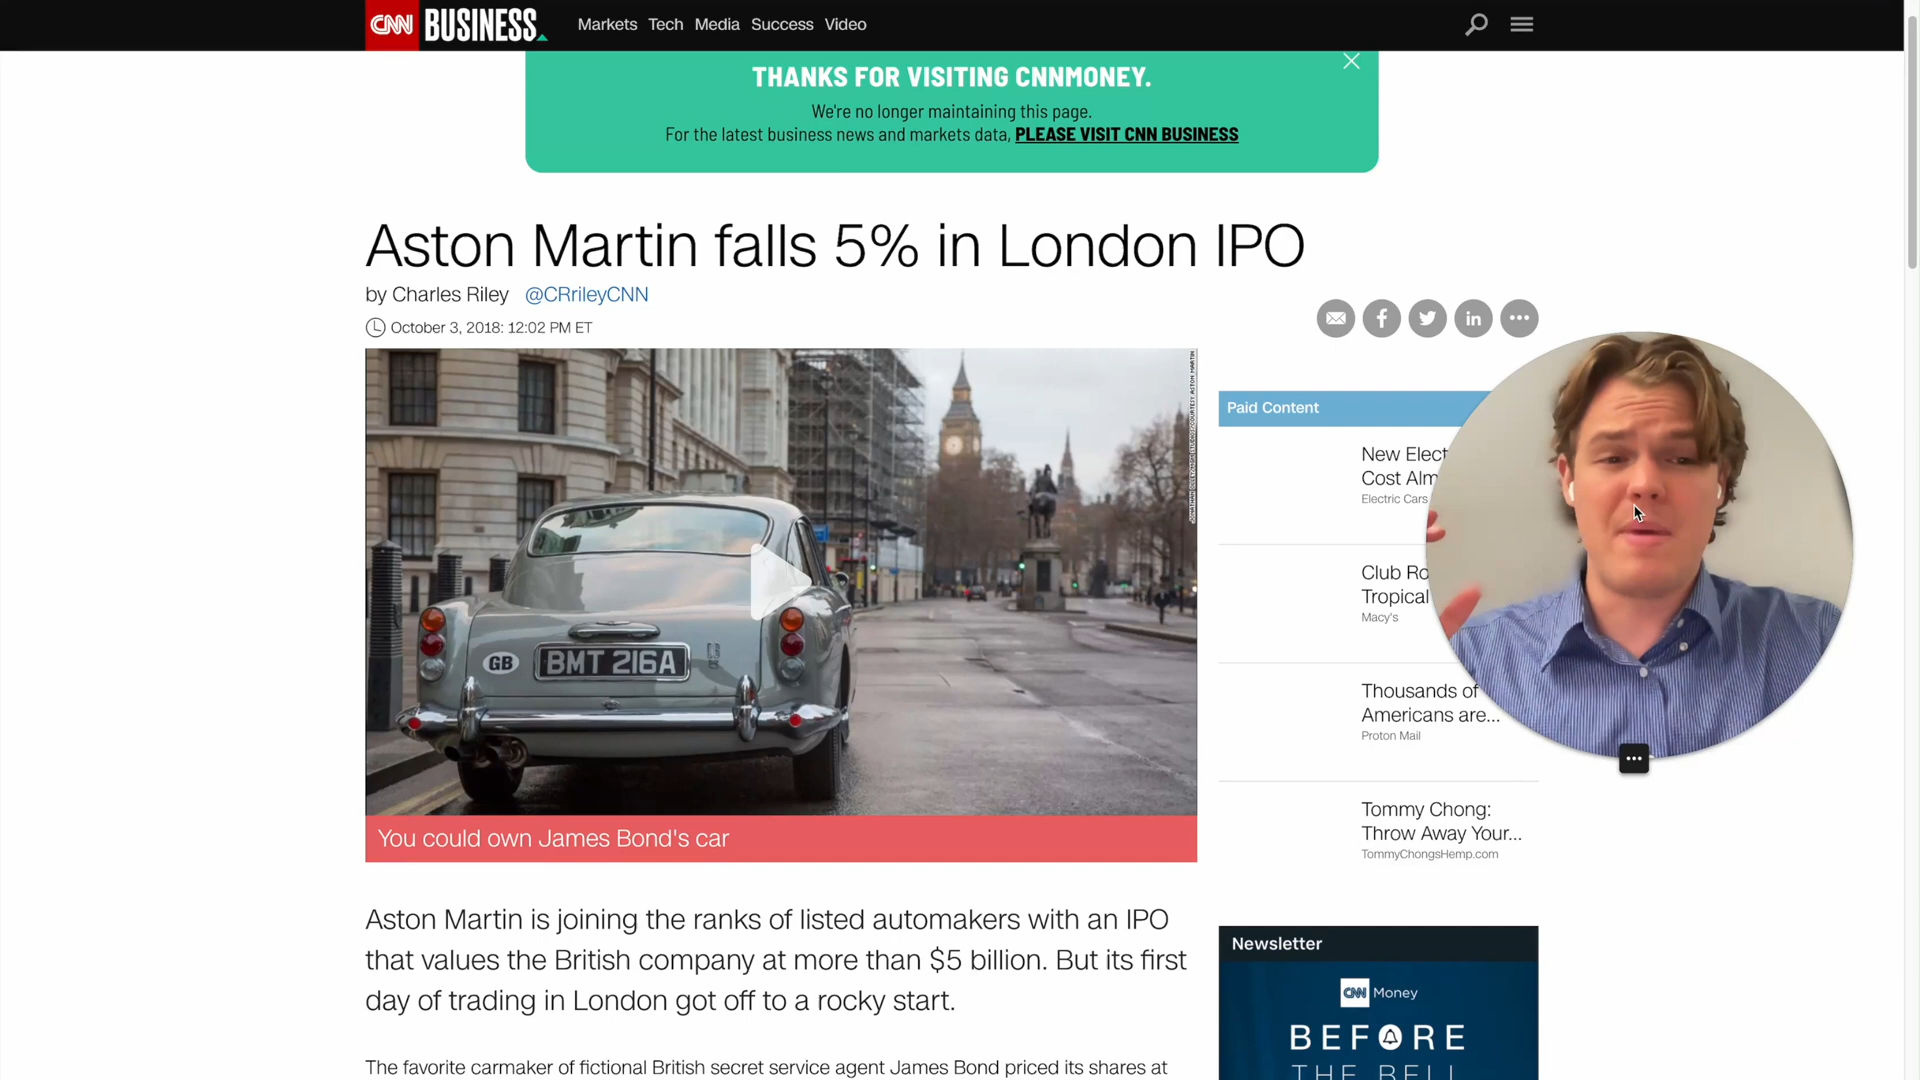 CNN BUSINESS
Markets Tech Media Success Video
THANKS FOR VISITING CNNMONEY.
We're no longer maintaining this page.
For the latest business news and markets data, PLEASE VISIT CNN BUSINESS
Aston Martin falls 5% in London IPO
by Charles Riley @CRrileyCNN
October 3, 2018: 12:02 PM ET
GB
BMT 216A
You could own James Bond's car
Aston Martin is joining the ranks of listed automakers with an IPO
that values the British company at more than $5 billion. But its first
day of trading in London got off to a rocky start.
The favorite carmaker of fictional British secret service agent James Bond priced its shares at
Paid Content
New Elect
Cost Alm
Electric Cars
Club Ro
Tropical
Macy's
Thousands of
Americans are...
Proton Mail
Tommy Chong:
Throw Away Your...
TommyChongsHemp.com
Newsletter
CNN Money
BEFORE
THE BELL